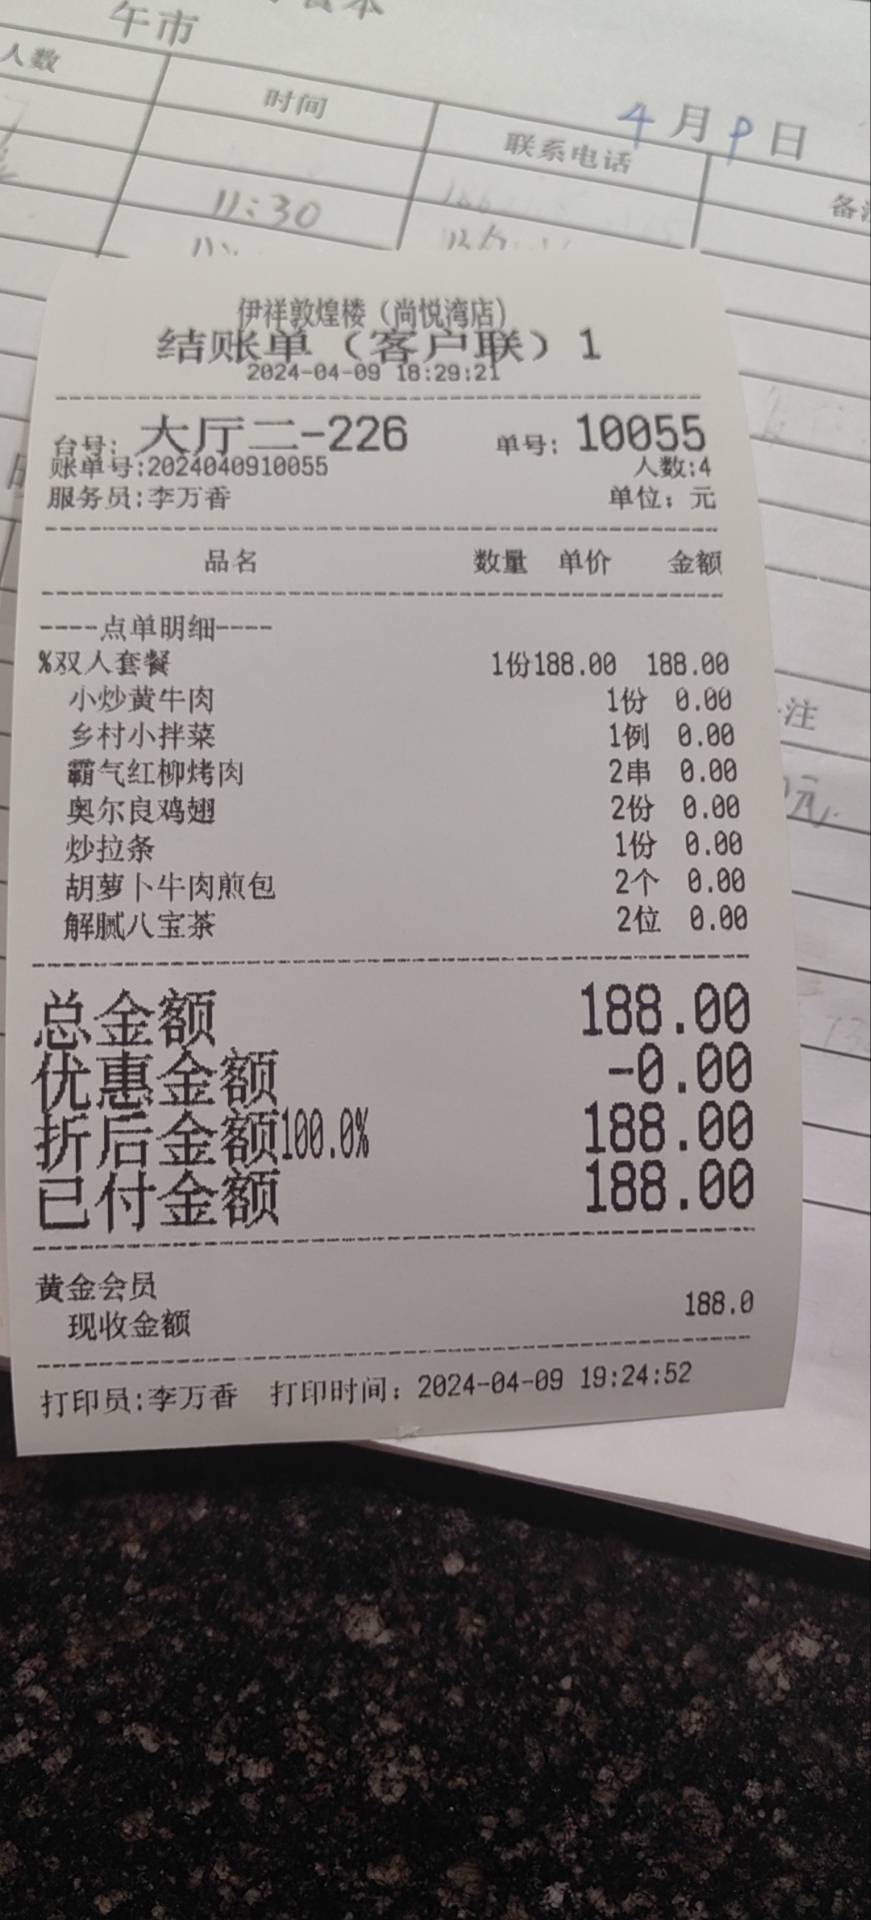 午市
人数
时间
联系电话
4月9日
11:30
伊祥敦煌楼（尚悦湾店）
结账单（客户联）1
2024-04-09 18:29:21
台号: 大厅二-226 单号: 10055
账单号:2024040910055 人数:4
服务员:李万香 单位: 元
品名 数量 单价 金额
----点单明细----
%双人套餐 1份188.00 188.00
小炒黄牛肉 1份 0.00
乡村小拌菜 1例 0.00
霸气红柳烤肉 2串 0.00
奥尔良鸡翅 2份 0.00
炒拉条 1份 0.00
胡萝卜牛肉煎包 2个 0.00
解腻八宝茶 2位 0.00
总金额 188.00
优惠金额 -0.00
折后金额100.0% 188.00
已付金额 188.00
黄金会员
现收金额 188.0
打印员:李万香 打印时间: 2024-04-09 19:24:52